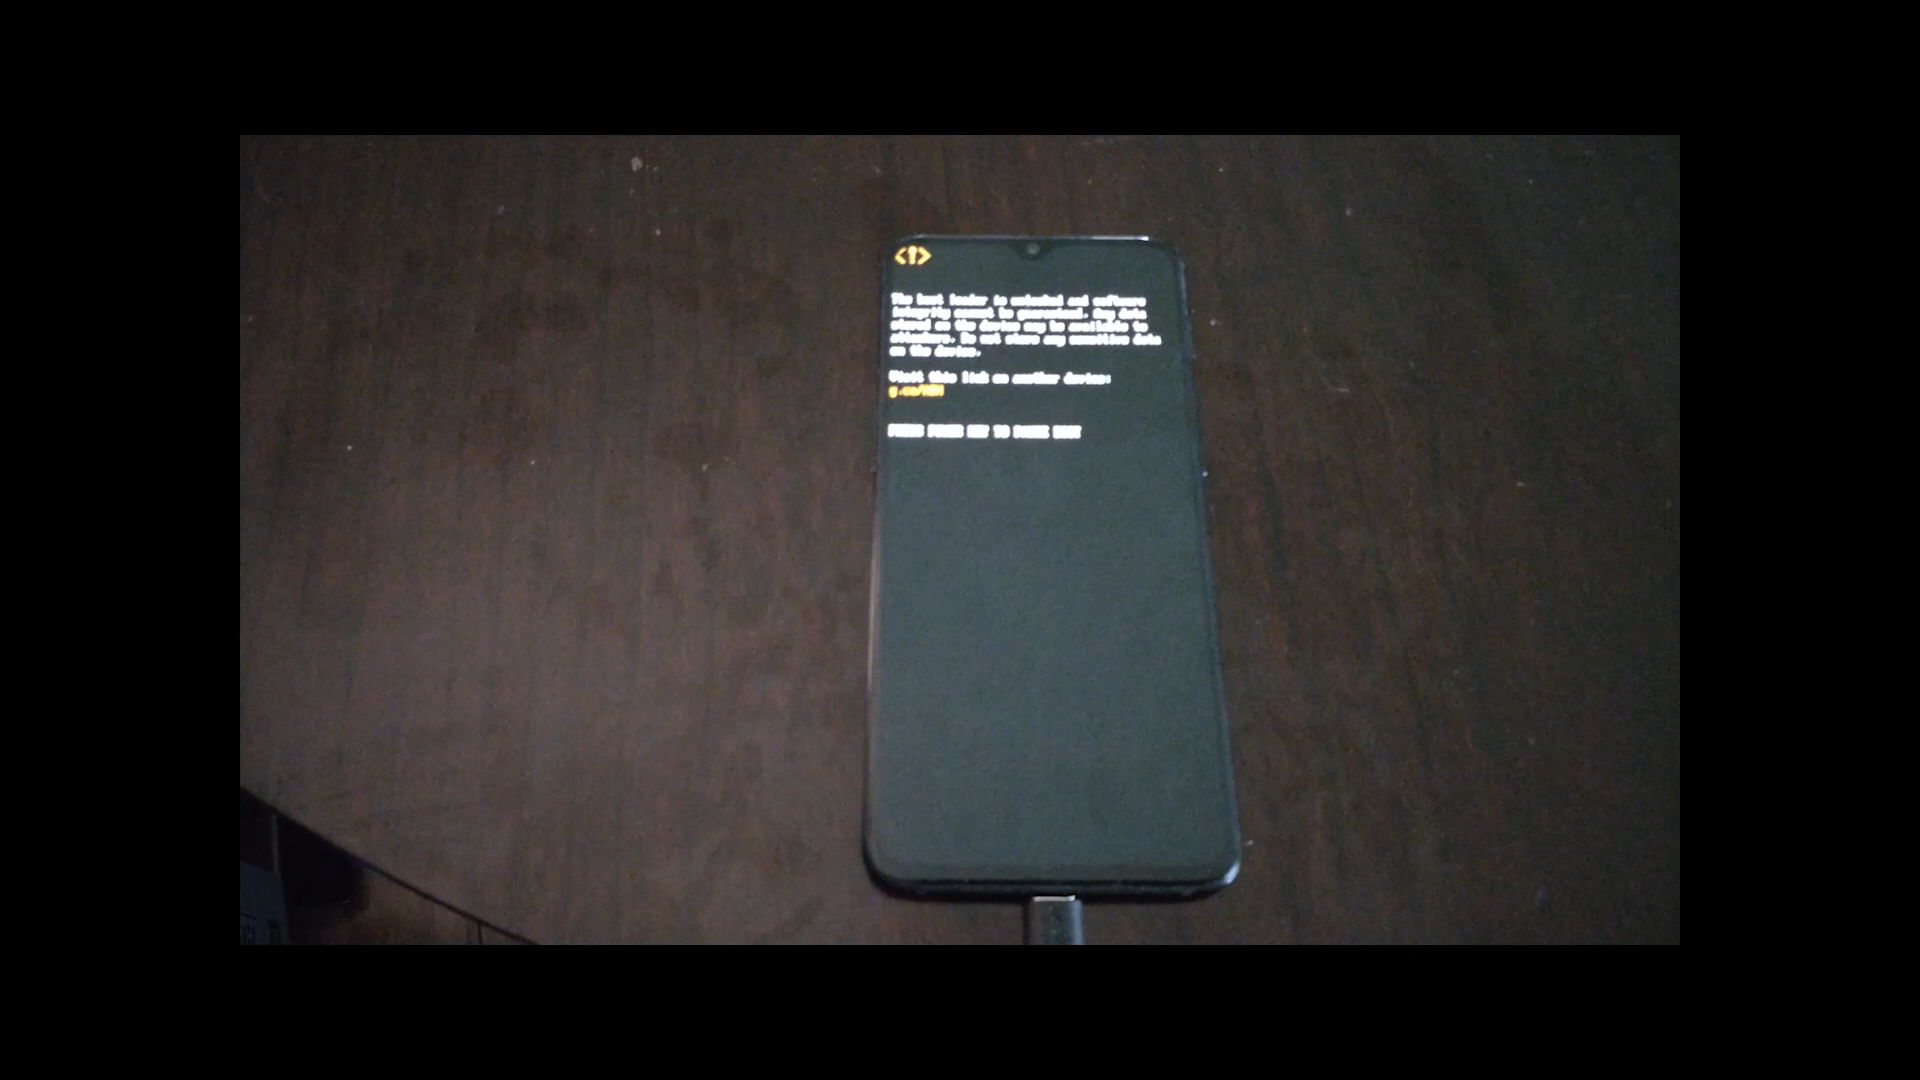 <!>
The boot loader is unlocked and software
integrity cannot be guaranteed. Any data
stored on the device may be available to
attackers. Do not store any sensitive data
on the device.
Visit this link on another device:
g.co/ABH
PRESS POWER KEY TO PAUSE BOOT